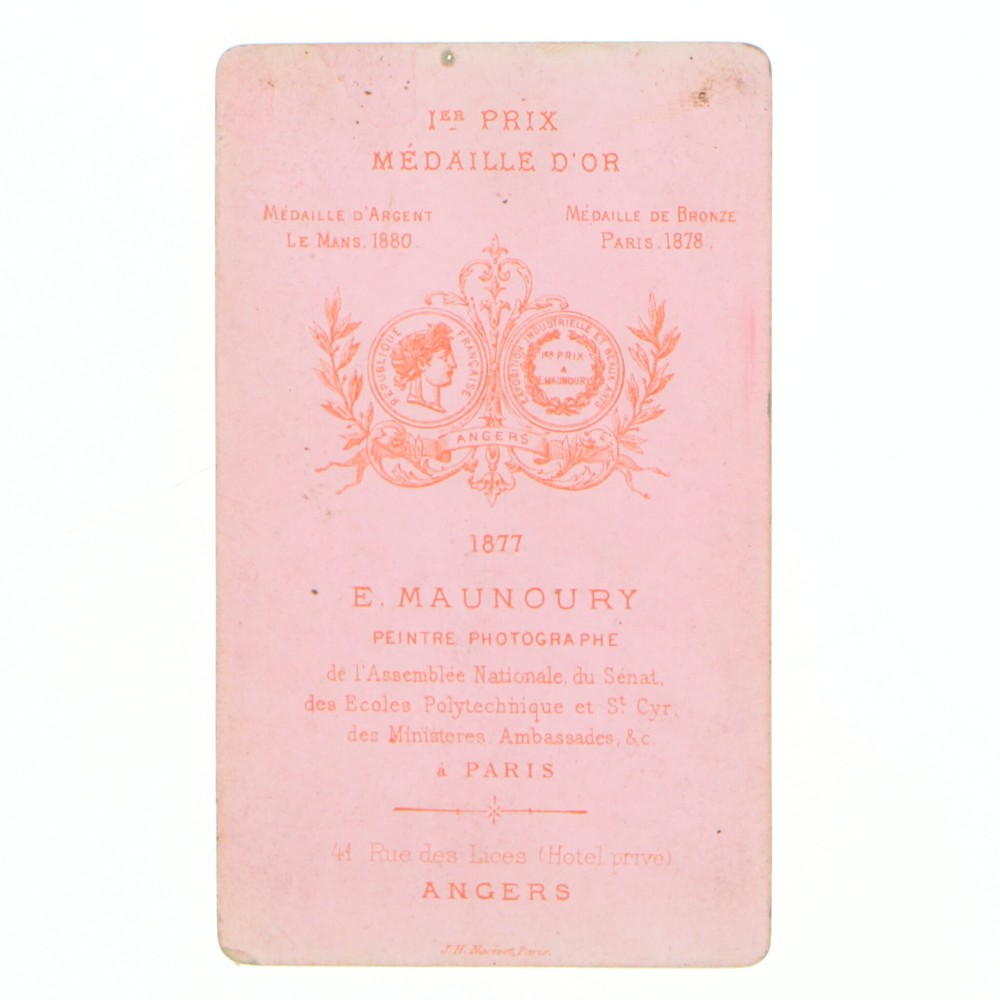 IER PRIX
MÉDAILLE D'OR
MÉDAILLE D'ARGENT
LE MANS. 1880.
MÉDAILLE DE BRONZE
PARIS. 1878.
RÉPUBLIQUE FRANÇAISE
EXPOSITION INDUSTRIELLE ET BEAUX ARTS
1ER PRIX
A
E. MAUNOURY
ANGERS
1877
E. MAUNOURY
PEINTRE PHOTOGRAPHE
de l'Assemblée Nationale, du Sénat,
des Ecoles Polytechnique et St Cyr,
des Ministeres. Ambassades, &c.
à PARIS
41 Rue des Lices (Hotel privé)
ANGERS
J.H. Paris.